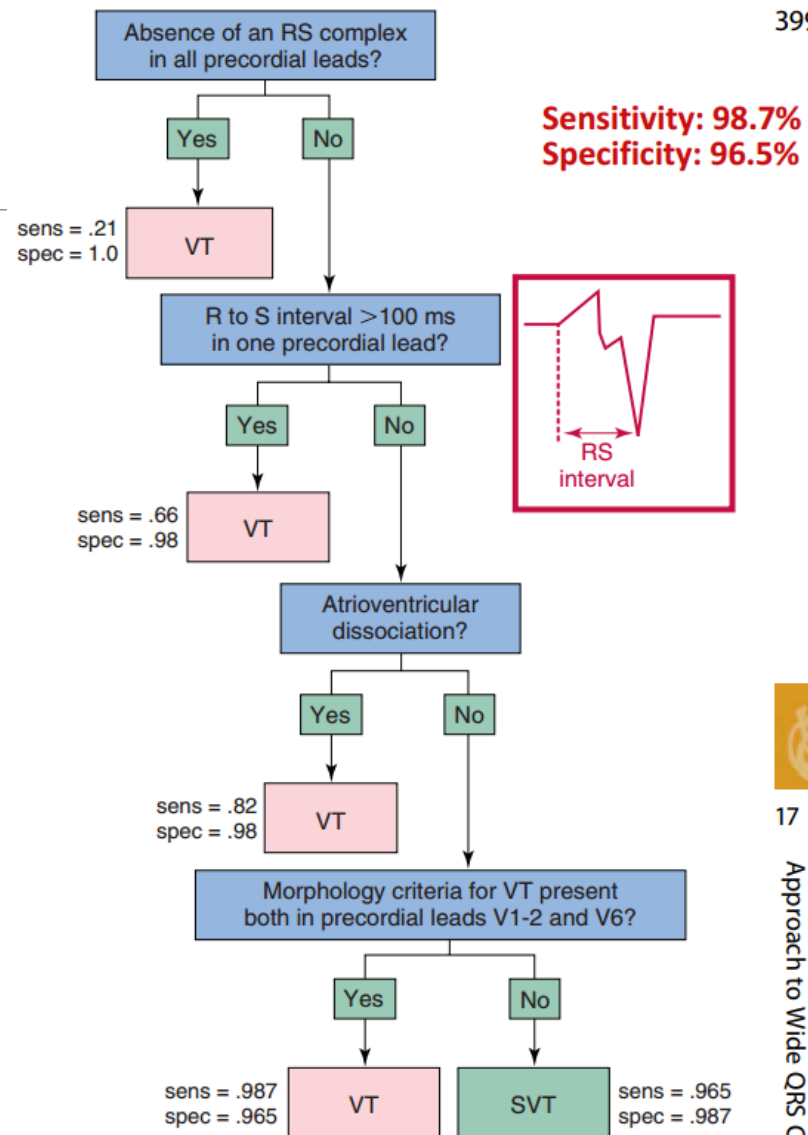 Absence of an RS complex
in all precordial leads?
399
Sensitivity: 98.7%
Specificity: 96.5%
Yes
No
sens = .21
spec = 1.0
VT
R to S interval >100 ms
in one precordial lead?
RS
interval
Yes
No
sens = .66
spec = .98
VT
Atrioventricular
dissociation?
Yes
No
sens = .82
spec = .98
VT
17
Approach to Wide QRS
Morphology criteria for VT present
both in precordial leads V1-2 and V6?
Yes
No
sens = .987
spec = .965
VT
SVT
sens = .965
spec = .987